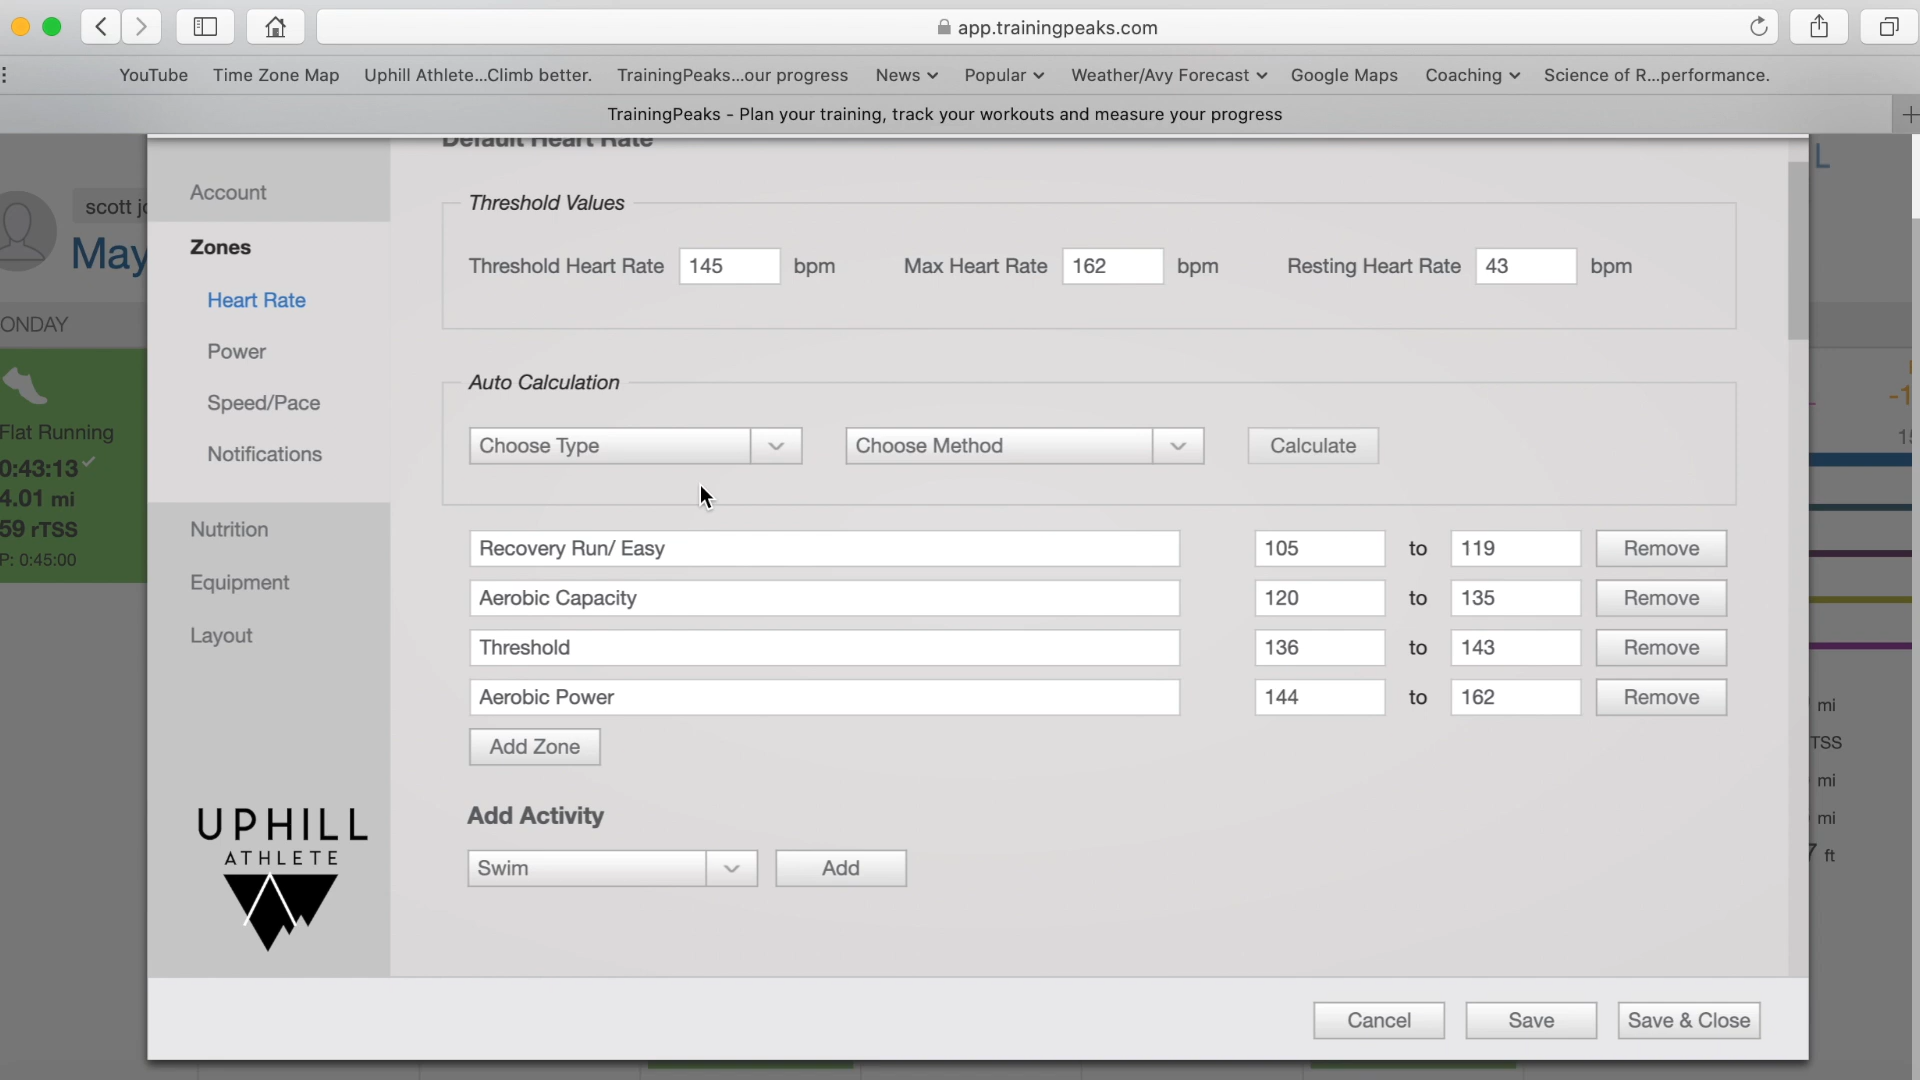 app.trainingpeaks.com
YouTube Time Zone Map Uphill Athlete...Climb better. TrainingPeaks...our progress News Popular Weather/Avy Forecast Google Maps Coaching Science of R...performance.
TrainingPeaks - Plan your training, track your workouts and measure your progress
Default Heart Rate
Account
scott
May
Zones
Heart Rate
Power
Speed/Pace
Notifications
Nutrition
Equipment
Layout
Flat Running
0:43:13
4.01 mi
59 rTSS
P: 0:45:00
Threshold Values
Threshold Heart Rate 145 bpm Max Heart Rate 162 bpm Resting Heart Rate 43 bpm
Auto Calculation
Choose Type Choose Method Calculate
Recovery Run/ Easy 105 to 119 Remove
Aerobic Capacity 120 to 135 Remove
Threshold 136 to 143 Remove
Aerobic Power 144 to 162 Remove
Add Zone
Add Activity
Swim Add
UPHILL
ATHLETE
Cancel Save Save & Close
L
mi
TSS
mi
mi
7 ft